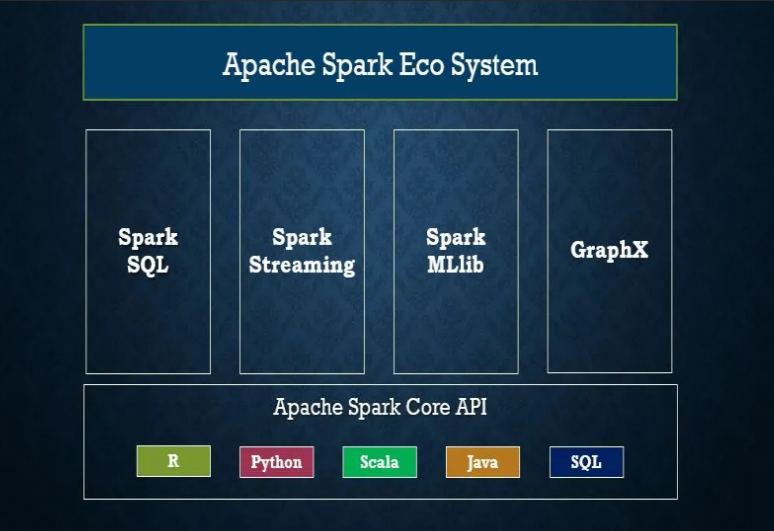 Apache Spark Eco System
Spark
SQL
Spark
Streaming
Spark
MLlib
GraphX
Apache Spark Core API
R
Python
Scala
Java
SQL